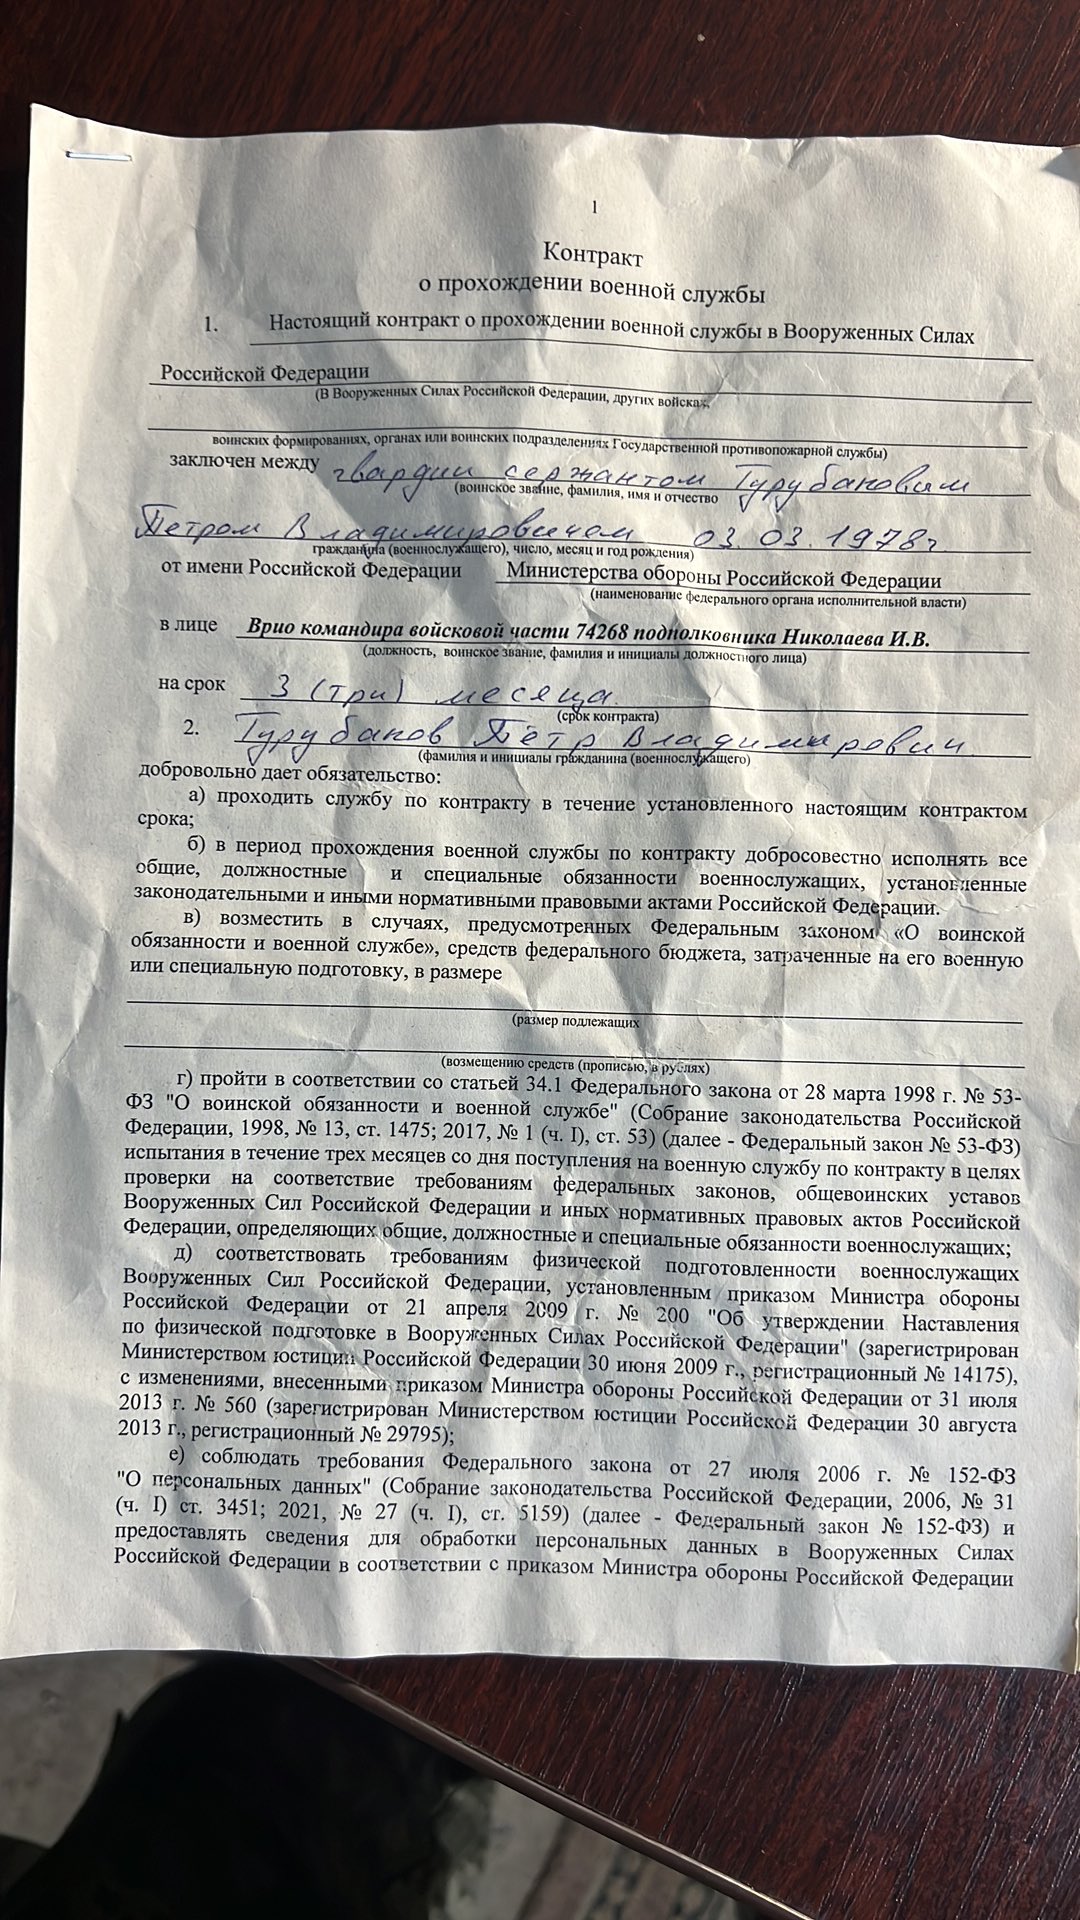 1
Контракт
о прохождении военной службы
1. Настоящий контракт о прохождении военной службы в Вооруженных Силах
Российской Федерации
(В Вооруженных Силах Российской Федерации, других войсках,
воинских формированиях, органах или воинских подразделениях Государственной противопожарной службы)
заключен между гвардии сержантом Турубановым
(воинское звание, фамилия, имя и отчество
Петром Владимировичем 03.03.1978г
гражданина (военнослужащего), число, месяц и год рождения)
от имени Российской Федерации Министерства обороны Российской Федерации
(наименование федерального органа исполнительной власти)
в лице Врио командира войсковой части 74268 подполковника Николаева И.В.
(должность, воинское звание, фамилия и инициалы должностного лица)
на срок 3 (три) месяца
(срок контракта)
2. Турубанов Пётр Владимирович
(фамилия и инициалы гражданина (военнослужащего)
добровольно дает обязательство:
а) проходить службу по контракту в течение установленного настоящим контрактом
срока;
б) в период прохождения военной службы по контракту добросовестно исполнять все
общие, должностные и специальные обязанности военнослужащих, установленные
законодательными и иными нормативными правовыми актами Российской Федерации.
в) возместить в случаях, предусмотренных Федеральным законом «О воинской
обязанности и военной службе», средств федерального бюджета, затраченные на его военную
или специальную подготовку, в размере
(размер подлежащих
(возмещению средств (прописью, в рублях)
г) пройти в соответствии со статьей 34.1 Федерального закона от 28 марта 1998 г. № 53-
ФЗ "О воинской обязанности и военной службе" (Собрание законодательства Российской
Федерации, 1998, № 13, ст. 1475; 2017, № 1 (ч. I), ст. 53) (далее - Федеральный закон № 53-ФЗ)
испытания в течение трех месяцев со дня поступления на военную службу по контракту в целях
проверки на соответствие требованиям федеральных законов, общевоинских уставов
Вооруженных Сил Российской Федерации и иных нормативных правовых актов Российской
Федерации, определяющих общие, должностные и специальные обязанности военнослужащих;
д) соответствовать требованиям физической подготовленности военнослужащих
Вооруженных Сил Российской Федерации, установленным приказом Министра обороны
Российской Федерации от 21 апреля 2009 г. № 200 "Об утверждении Наставления
по физической подготовке в Вооруженных Силах Российской Федерации" (зарегистрирован
Министерством юстиции Российской Федерации 30 июня 2009 г., регистрационный № 14175),
с изменениями, внесенными приказом Министра обороны Российской Федерации от 31 июля
2013 г. № 560 (зарегистрирован Министерством юстиции Российской Федерации 30 августа
2013 г., регистрационный № 29795);
е) соблюдать требования Федерального закона от 27 июля 2006 г. № 152-ФЗ
"О персональных данных" (Собрание законодательства Российской Федерации, 2006, № 31
(ч. I) ст. 3451; 2021, № 27 (ч. I), ст. 5159) (далее - Федеральный закон № 152-ФЗ) и
предоставлять сведения для обработки персональных данных в Вооруженных Силах
Российской Федерации в соответствии с приказом Министра обороны Российской Федерации